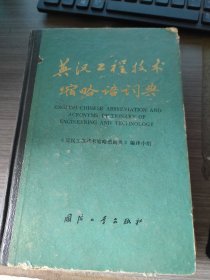 英汉工程技术
缩略语词典
ENGLISH-CHINESE ABBREVIATION AND
ACRONYMS DICTIONARY OF
ENGINEERING AND TECHNOLOGY
《英汉工程技术缩略语词典》编译小组
国防工业出版社